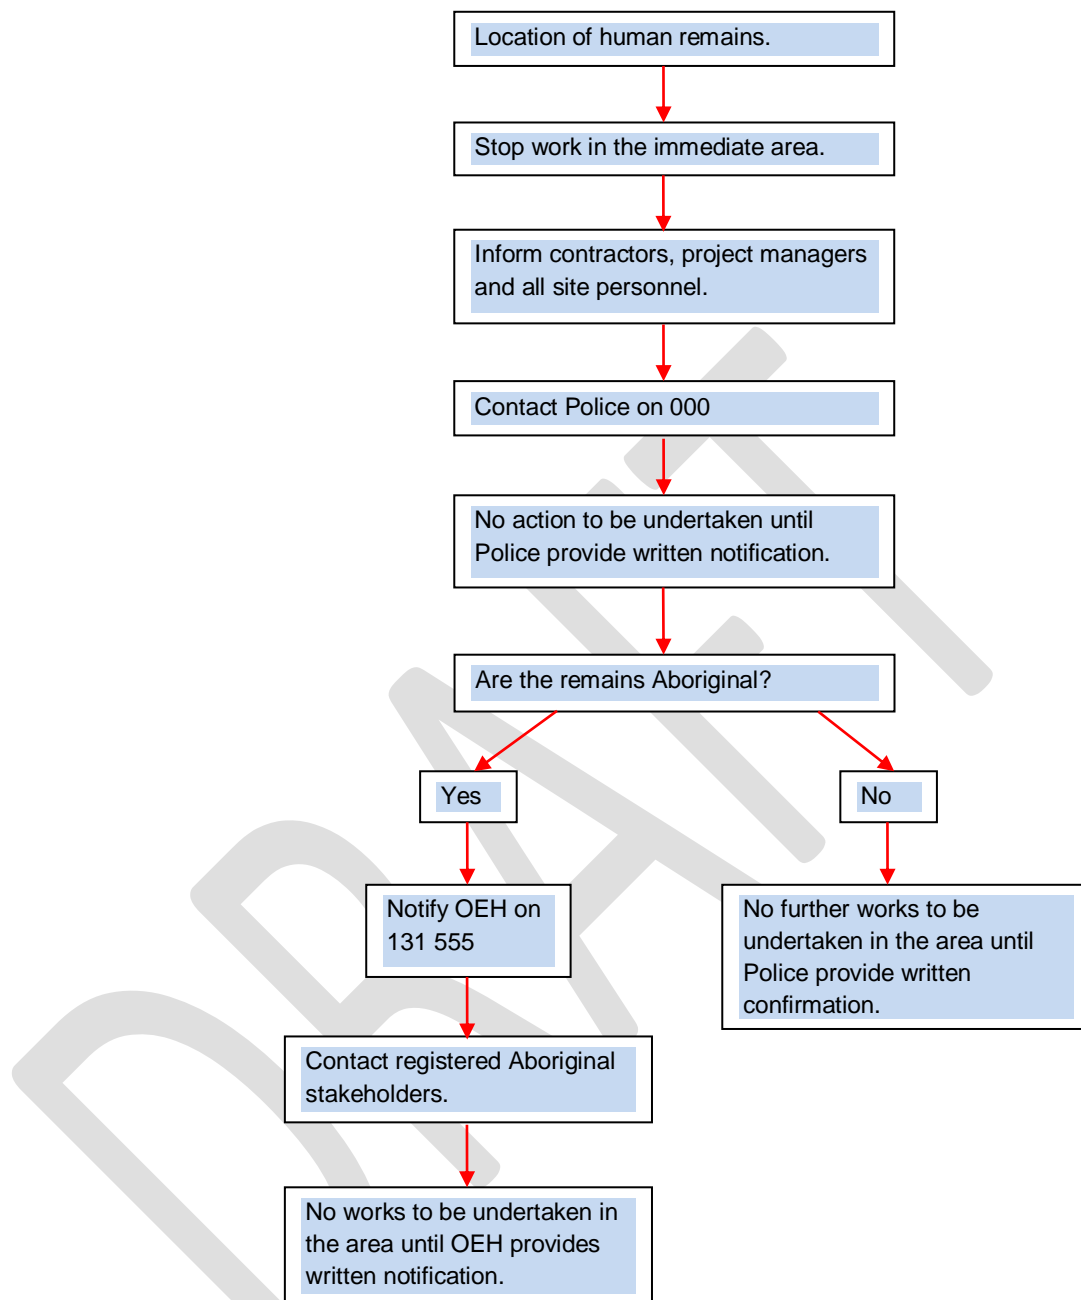 Location of human remains.
Stop work in the immediate area.
Inform contractors, project managers
and all site personnel.
Contact Police on 000
No action to be undertaken until
Police provide written notification.
Are the remains Aboriginal?
Yes
No
Notify OEH on
131 555
No further works to be
undertaken in the area until
Police provide written
confirmation.
Contact registered Aboriginal
stakeholders.
No works to be undertaken in
the area until OEH provides
written notification.
DRAFT